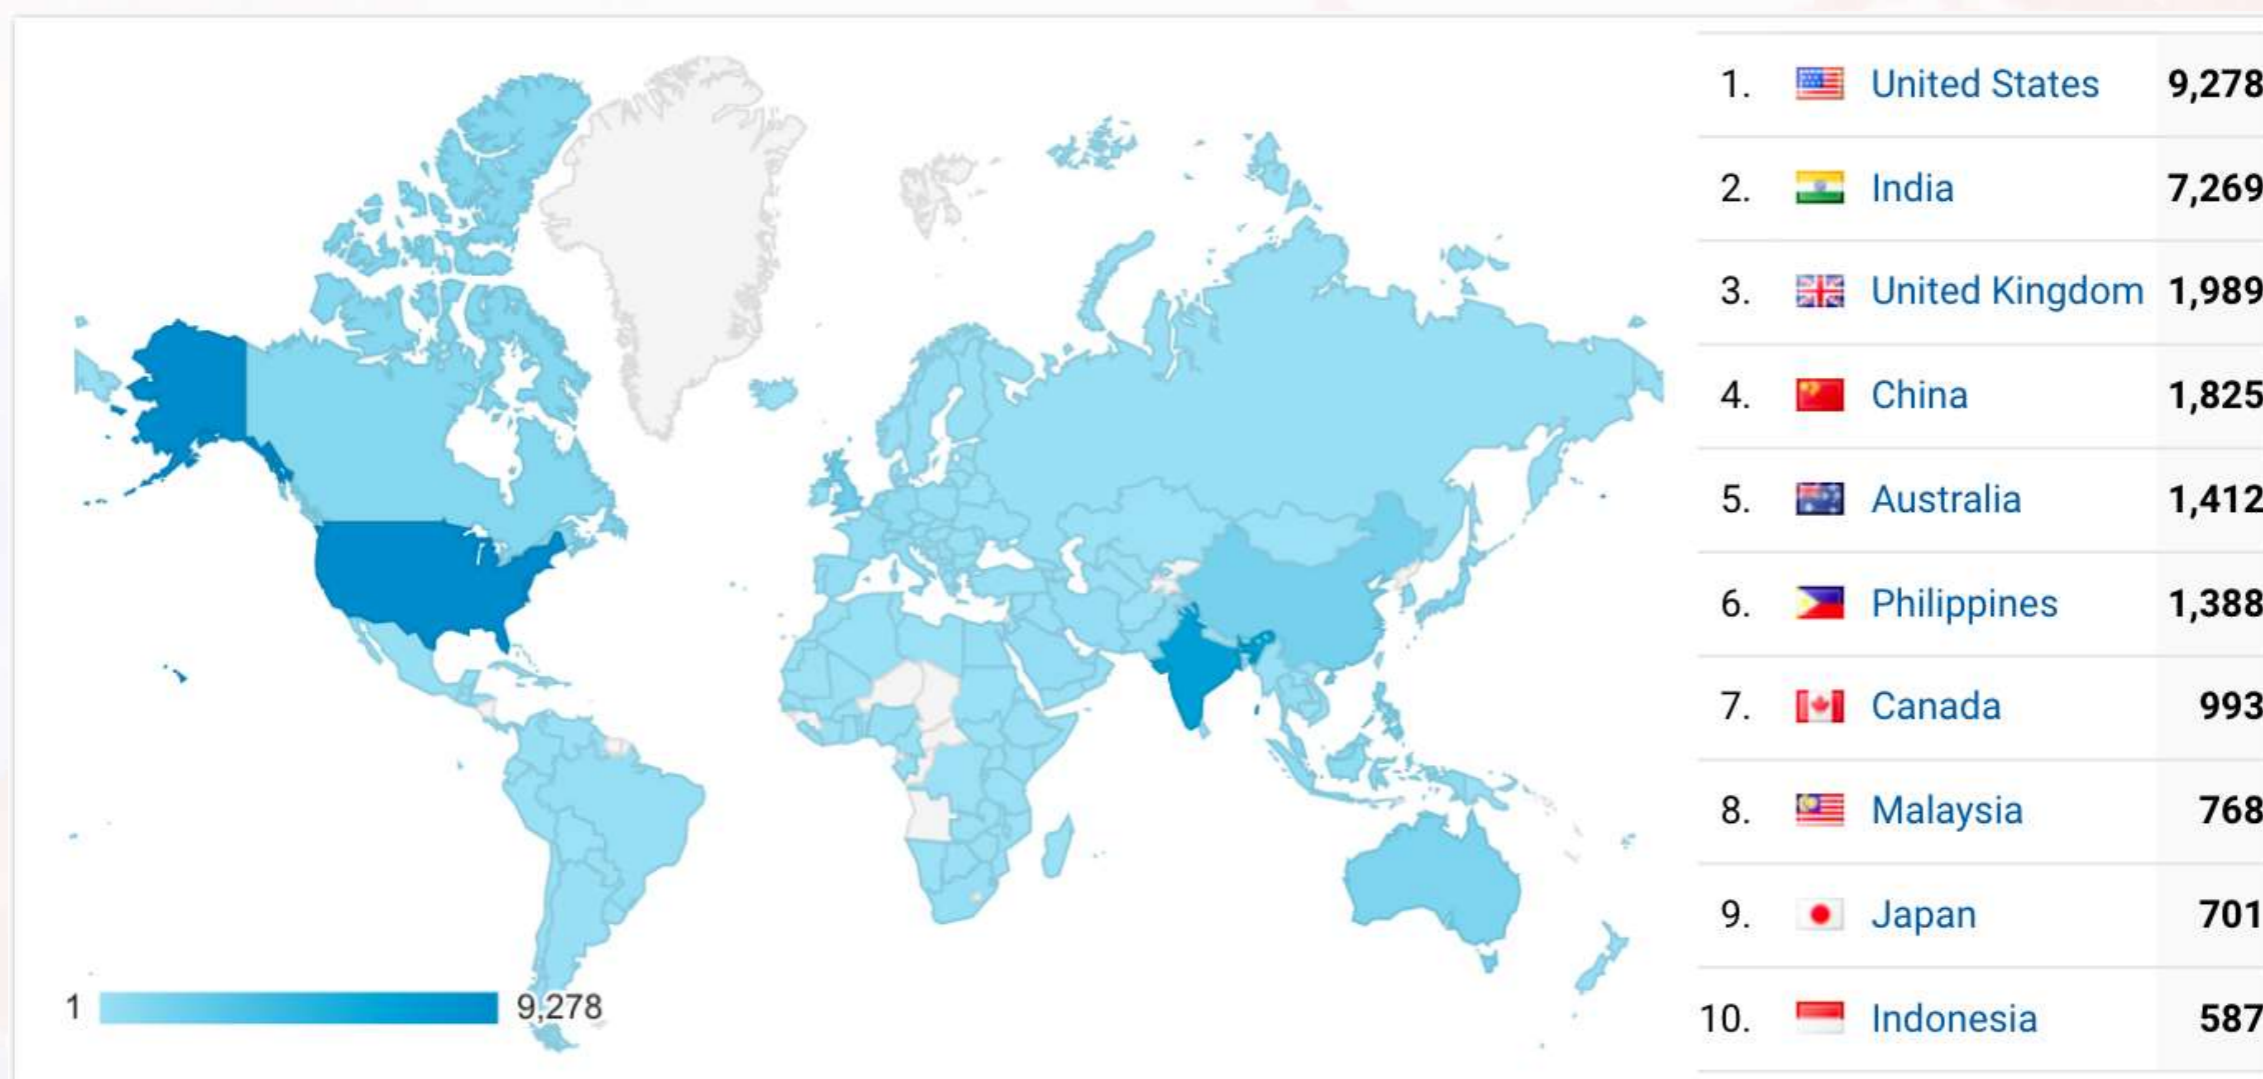 1. United States 9,278
2. India 7,269
3. United Kingdom 1,989
4. China 1,825
5. Australia 1,412
6. Philippines 1,388
7. Canada 993
8. Malaysia 768
9. Japan 701
10. Indonesia 587
1 9,278